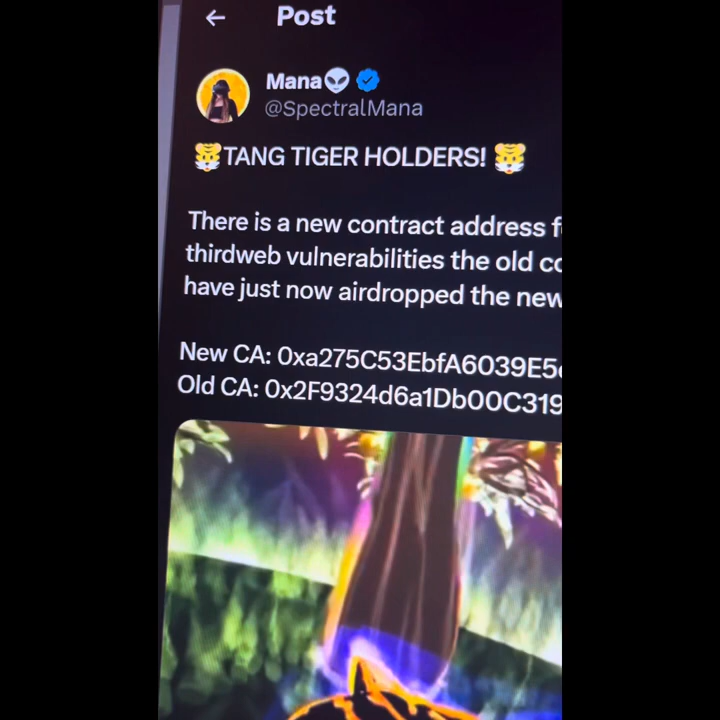 Post
Mana👽
@SpectralMana
🐯TANG TIGER HOLDERS! 🐯
There is a new contract address
thirdweb vulnerabilities the old
have just now airdropped the new
New CA: 0xa275C53EbfA6039E5
Old CA: 0x2F9324d6a1Db00C319